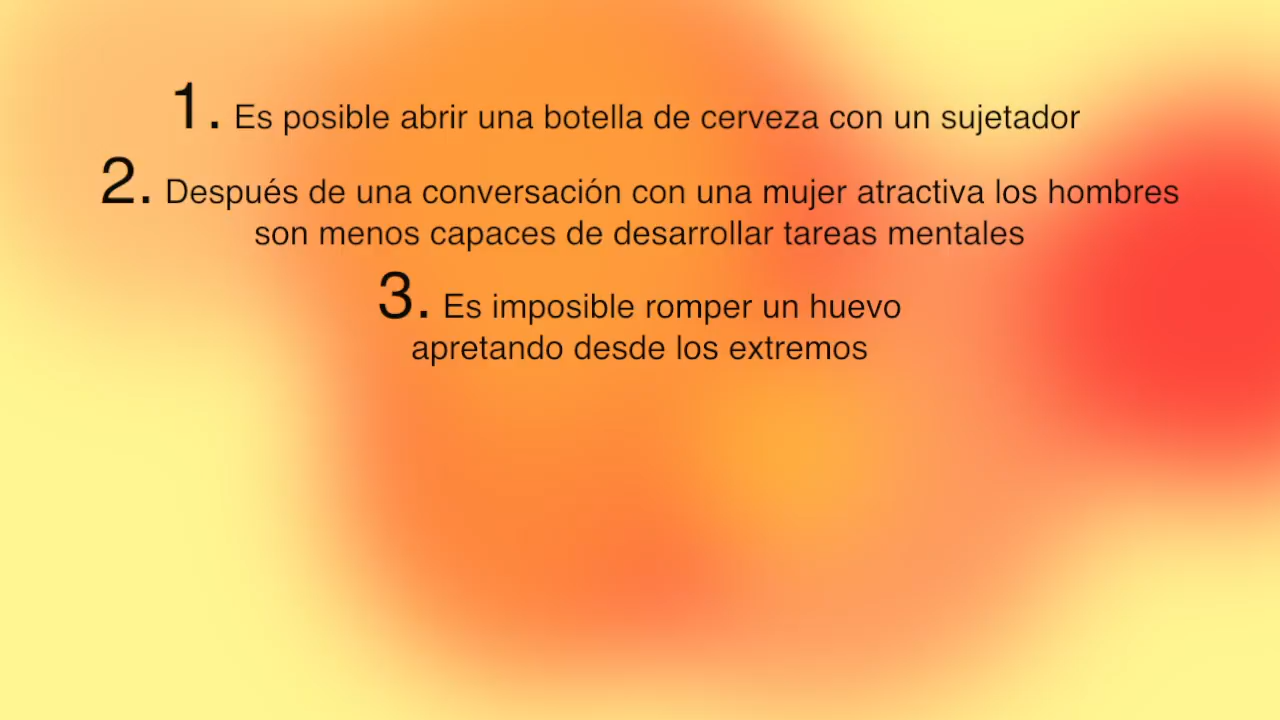 1. Es posible abrir una botella de cerveza con un sujetador
2. Después de una conversación con una mujer atractiva los hombres
son menos capaces de desarrollar tareas mentales
3. Es imposible romper un huevo
apretando desde los extremos